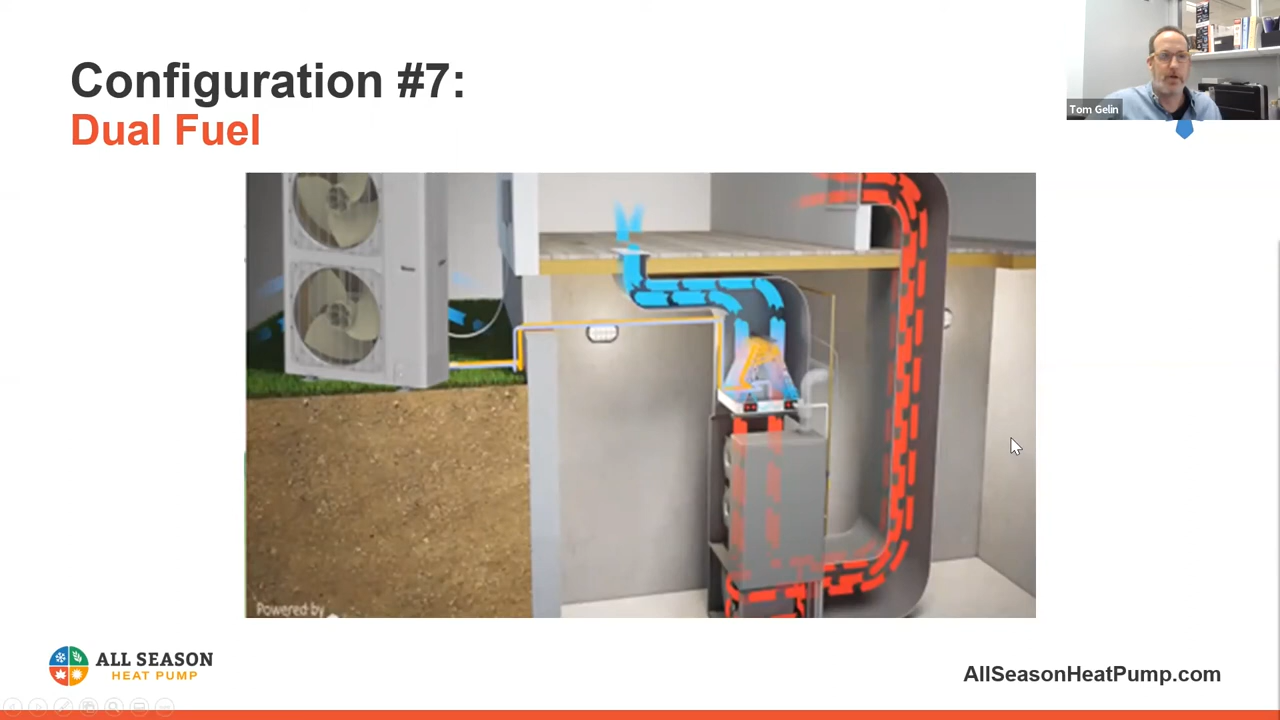 Configuration #7:
Dual Fuel
Tom Gelin
Powered by
ALL SEASON
HEAT PUMP
AllSeasonHeatPump.com